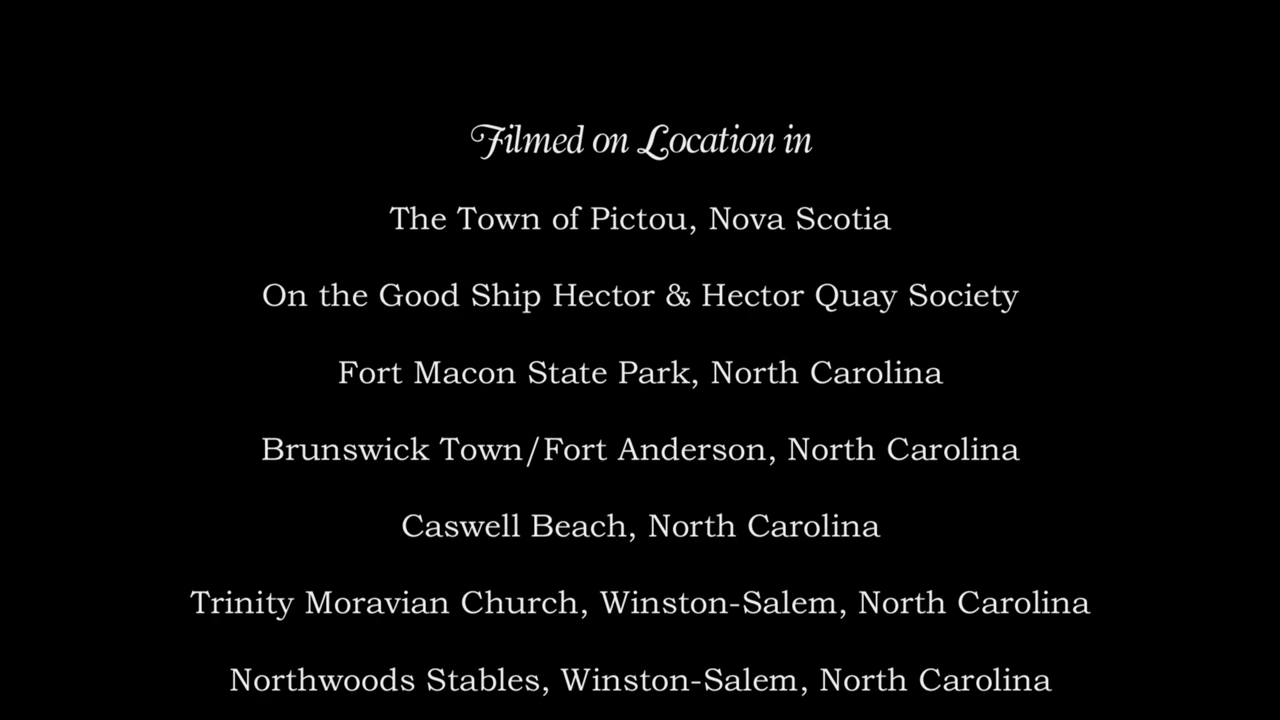 Filmed on Location in
The Town of Pictou, Nova Scotia
On the Good Ship Hector & Hector Quay Society
Fort Macon State Park, North Carolina
Brunswick Town/Fort Anderson, North Carolina
Caswell Beach, North Carolina
Trinity Moravian Church, Winston-Salem, North Carolina
Northwoods Stables, Winston-Salem, North Carolina